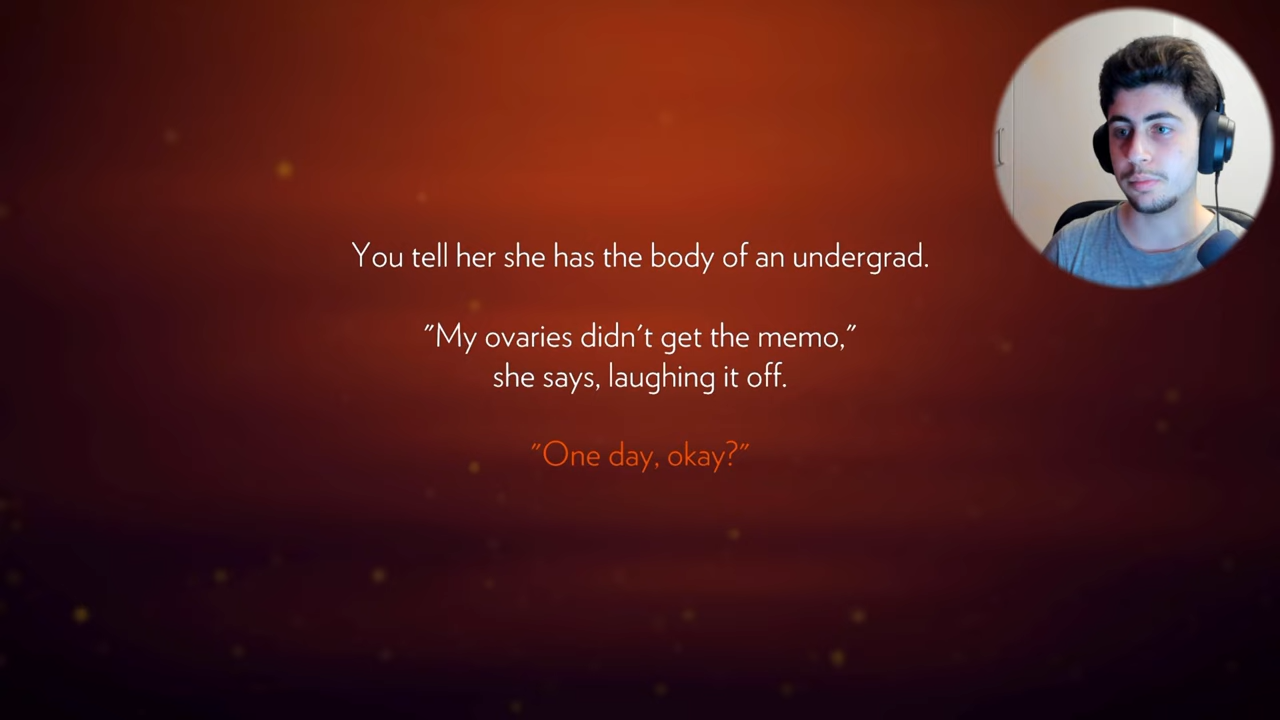 You tell her she has the body of an undergrad.
"My ovaries didn't get the memo,"
she says, laughing it off.
"One day, okay?"